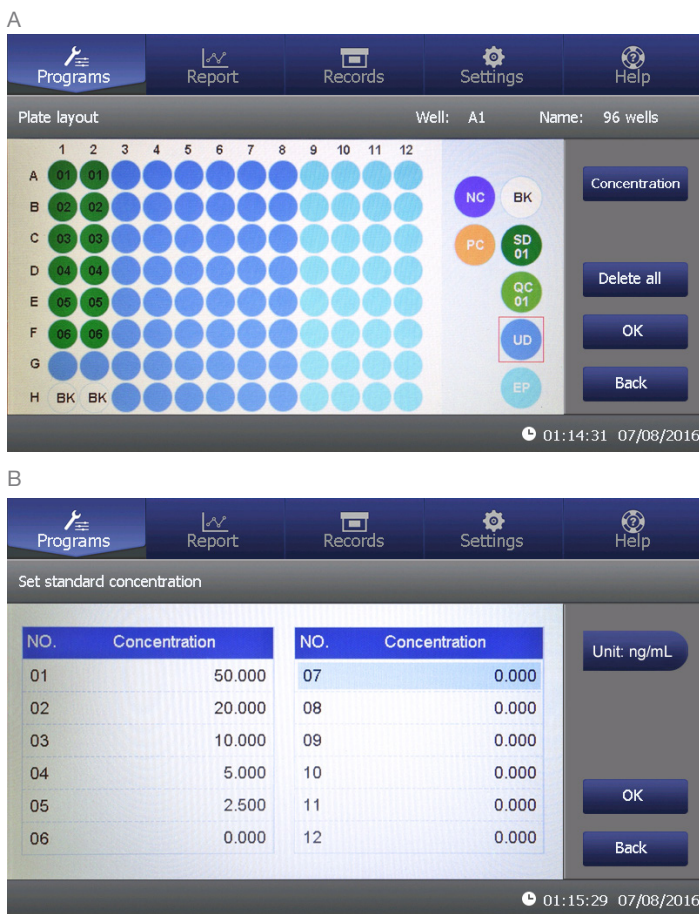 A
Programs Report Records Settings Help
Plate layout Well: A1 Name: 96 wells
1 2 3 4 5 6 7 8 9 10 11 12
A 01 01
B 02 02
C 03 03
D 04 04
E 05 05
F 06 06
G
H BK BK
NC BK
PC SD 01
QC 01
UD
EP
Concentration
Delete all
OK
Back
01:14:31 07/08/2016
B
Programs Report Records Settings Help
Set standard concentration
NO. Concentration NO. Concentration
01 50.000 07 0.000
02 20.000 08 0.000
03 10.000 09 0.000
04 5.000 10 0.000
05 2.500 11 0.000
06 0.000 12 0.000
Unit: ng/mL
OK
Back
01:15:29 07/08/2016